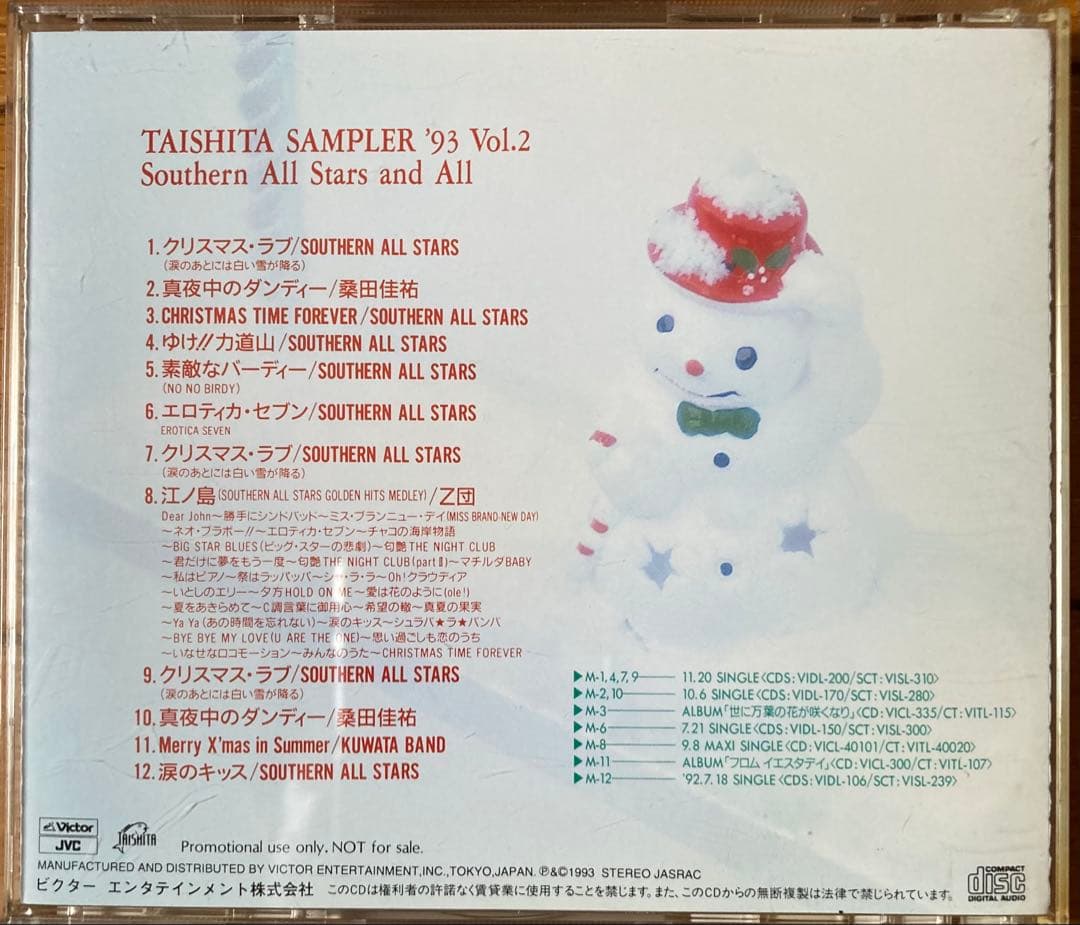 TAISHITA SAMPLER '93 Vol.2
Southern All Stars and All
1. クリスマス・ラブ/SOUTHERN ALL STARS
(涙のあとには白い雪が降る)
2. 真夜中のダンディー/桑田佳祐
3. CHRISTMAS TIME FOREVER/SOUTHERN ALL STARS
4. ゆけ!!力道山/SOUTHERN ALL STARS
5. 素敵なバーディー/SOUTHERN ALL STARS
(NO NO BIRDY)
6. エロティカ・セブン/SOUTHERN ALL STARS
EROTICA SEVEN
7. クリスマス・ラブ/SOUTHERN ALL STARS
(涙のあとには白い雪が降る)
8. 江ノ島(SOUTHERN ALL STARS GOLDEN HITS MEDLEY)/Z団
Dear John〜勝手にシンドバッド〜ミス・ブランニュー・デイ(MISS BRAND-NEW DAY)
〜ネオ・ブラボー!!〜エロティカ・セブン〜チャコの海岸物語
〜BIG STAR BLUES(ビッグ・スターの悲劇)〜匂艶THE NIGHT CLUB
〜君だけに夢をもう一度〜匂艶THE NIGHT CLUB(partⅡ)〜マチルダBABY
〜私はピアノ〜祭はラッパッパ〜シャ・ラ・ラ〜Oh!クラウディア
〜いとしのエリー〜夕方HOLD ON ME〜愛は花のように(ole!)
〜夏をあきらめて〜C調言葉に御用心〜希望の轍〜真夏の果実
〜Ya Ya(あの時間を忘れない)〜涙のキッス〜シュラバ★ラ★バンバ
〜BYE BYE MY LOVE(U ARE THE ONE)〜思い過ごしも恋のうち
〜いなせなロコモーション〜みんなのうた〜CHRISTMAS TIME FOREVER
9. クリスマス・ラブ/SOUTHERN ALL STARS
(涙のあとには白い雪が降る)
10. 真夜中のダンディー/桑田佳祐
11. Merry X'mas in Summer/KUWATA BAND
12. 涙のキッス/SOUTHERN ALL STARS
▶M-1,4,7,9—— 11.20 SINGLE〈CDS:VIDL-200/SCT:VISL-310〉
▶M-2,10—— 10.6 SINGLE〈CDS:VIDL-170/SCT:VISL-280〉
▶M-3—— ALBUM「世に万葉の花が咲くなり」〈CD:VICL-335/CT:VITL-115〉
▶M-6—— 7.21 SINGLE〈CDS:VIDL-150/SCT:VISL-300〉
▶M-8—— 9.8 MAXI SINGLE〈CD:VICL-40101/CT:VITL-40020〉
▶M-11—— ALBUM「フロム イエスタデイ」〈CD:VICL-300/CT:VITL-107〉
▶M-12—— '92.7.18 SINGLE〈CDS:VIDL-106/SCT:VISL-239〉
Victor
JVC
TAISHITA
Promotional use only. NOT for sale.
MANUFACTURED AND DISTRIBUTED BY VICTOR ENTERTAINMENT,INC.,TOKYO,JAPAN. ℗&©1993 STEREO JASRAC
ビクター エンタテインメント株式会社 このCDは権利者の許諾なく賃貸業に使用することを禁じます。また、このCDからの無断複製は法律で禁じられています。
COMPACT
disc
DIGITAL AUDIO